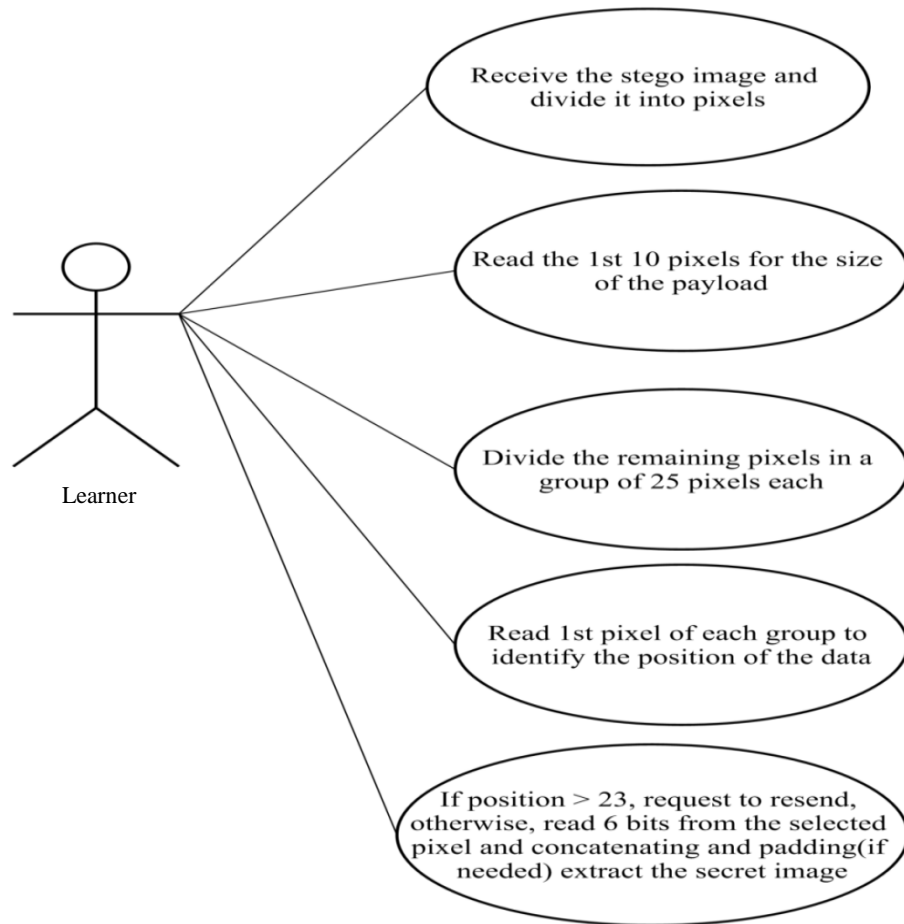 Receive the stego image and
divide it into pixels
Read the 1st 10 pixels for the size
of the payload
Learner
Divide the remaining pixels in a
group of 25 pixels each
Read 1st pixel of each group to
identify the position of the data
If position > 23, request to resend,
otherwise, read 6 bits from the selected
pixel and concatenating and padding(if
needed) extract the secret image